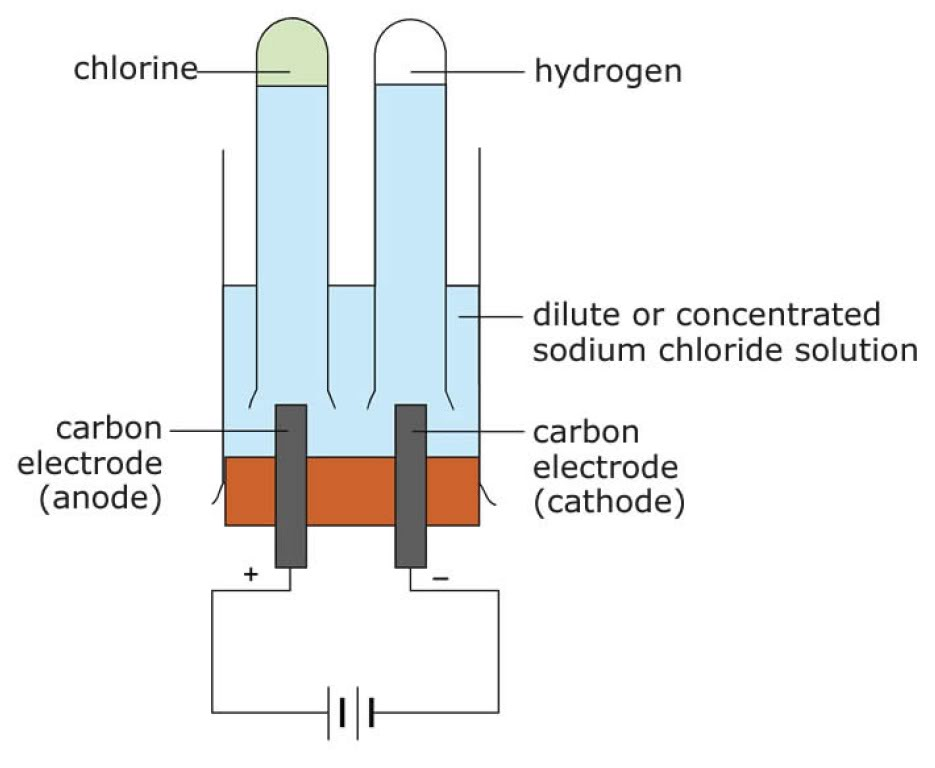 chlorine
hydrogen
dilute or concentrated
sodium chloride solution
carbon
electrode
(anode)
carbon
electrode
(cathode)
+
−